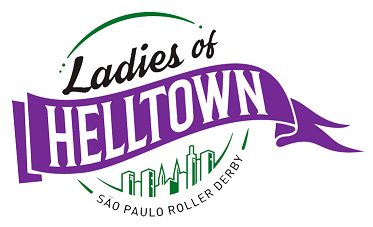 Ladies of
HELLTOWN
SÃO PAULO ROLLER DERBY